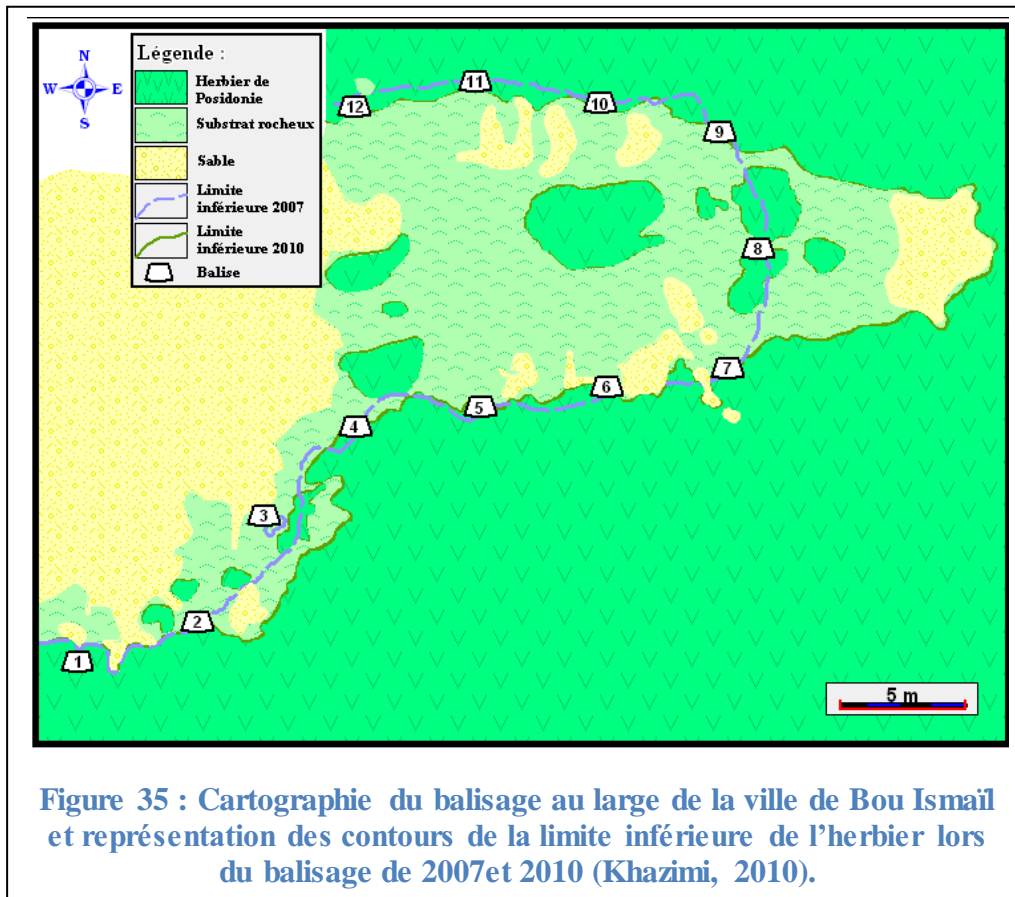 Légende :
N
W E
S
Herbier de
Posidonie
Substrat rocheux
Sable
Limite
inférieure 2007
Limite
inférieure 2010
Balise
11
12
10
9
8
7
6
5
4
3
2
1
5 m
Figure 35 : Cartographie du balisage au large de la ville de Bou Ismaïl
et représentation des contours de la limite inférieure de l’herbier lors
du balisage de 2007et 2010 (Khazimi, 2010).